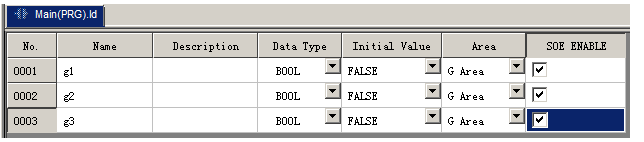 Main(PRG).ld
No. Name Description Data Type Initial Value Area SOE ENABLE
0001 g1 BOOL FALSE G Area
0002 g2 BOOL FALSE G Area
0003 g3 BOOL FALSE G Area